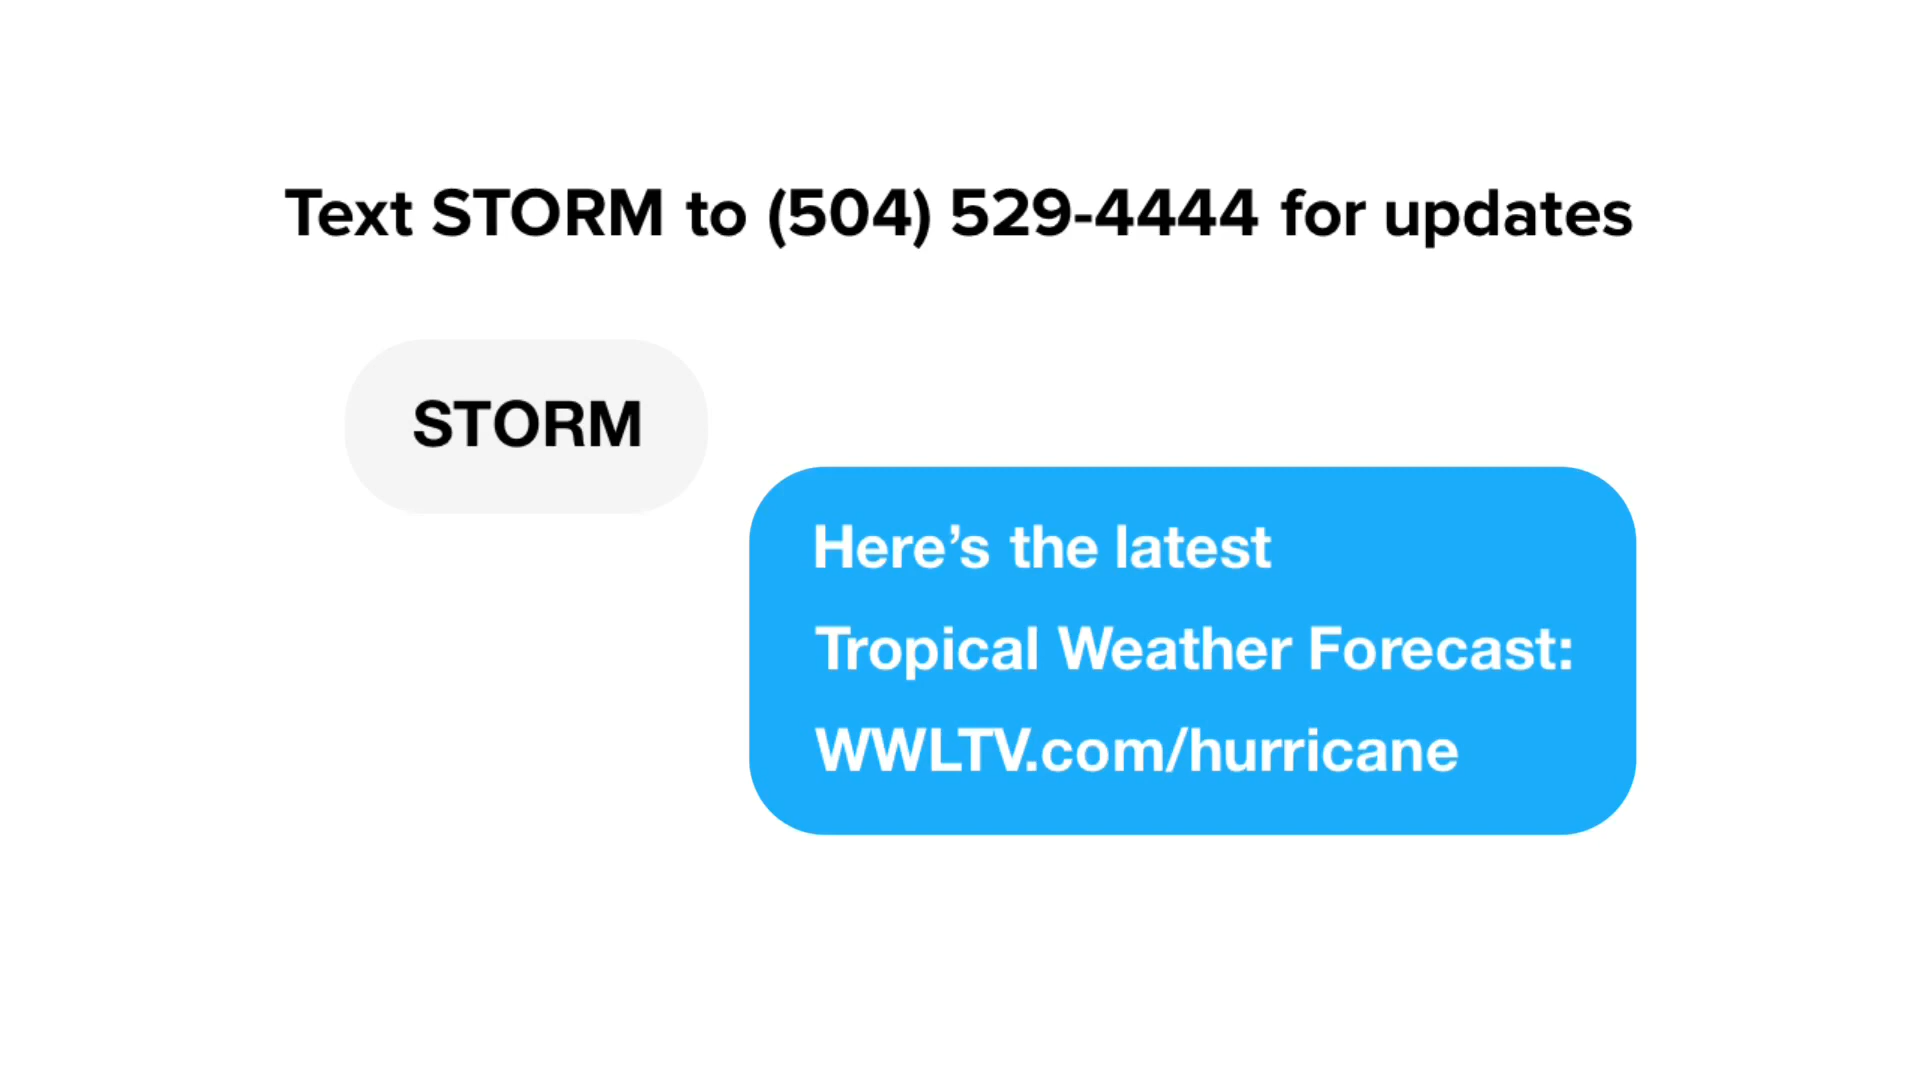 Text STORM to (504) 529-4444 for updates
STORM
Here’s the latest
Tropical Weather Forecast:
WWLTV.com/hurricane